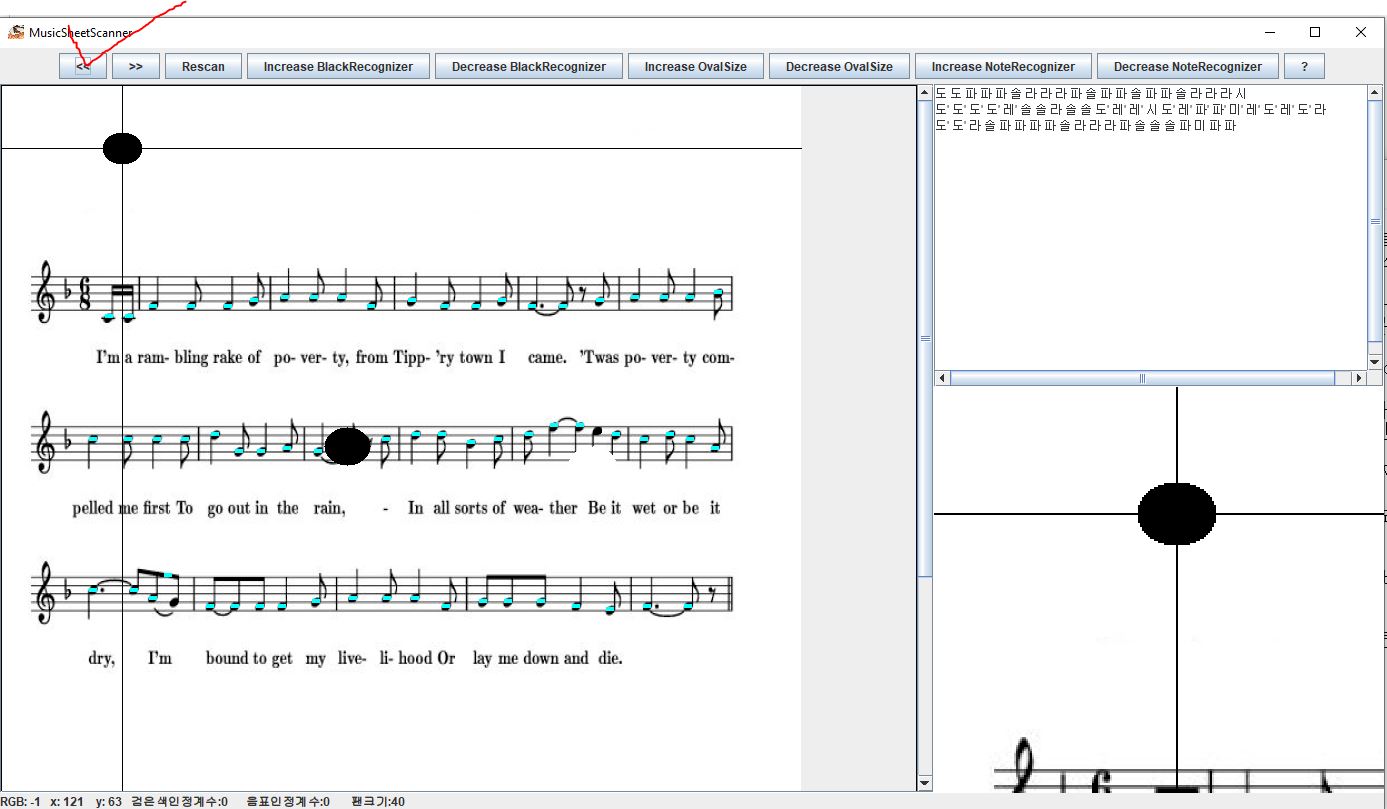 MusicSheetScanner
<< >> Rescan Increase BlackRecognizer Decrease BlackRecognizer Increase OvalSize Decrease OvalSize Increase NoteRecognizer Decrease NoteRecognizer ?
도 도 파 파 파 솔 라 라 라 파 솔 파 파 솔 파 파 솔 라 라 라 시
도' 도' 도' 도' 레' 솔 솔 라 솔 솔 도' 레' 레' 시 도' 레' 파' 파' 미' 레' 도' 레' 도' 라
도' 도' 라 솔 파 파 파 파 솔 라 라 라 파 솔 솔 솔 파 미 파 파
6
8
I'm a ram- bling rake of po- ver- ty, from Tipp- 'ry town I came. 'Twas po- ver- ty com-
pelled me first To go out in the rain, - In all sorts of wea- ther Be it wet or be it
dry, I'm bound to get my live- li- hood Or lay me down and die.
RGB: -1 x: 121 y: 63 검은색인정계수:0 음표인정계수:0 팬크기:40